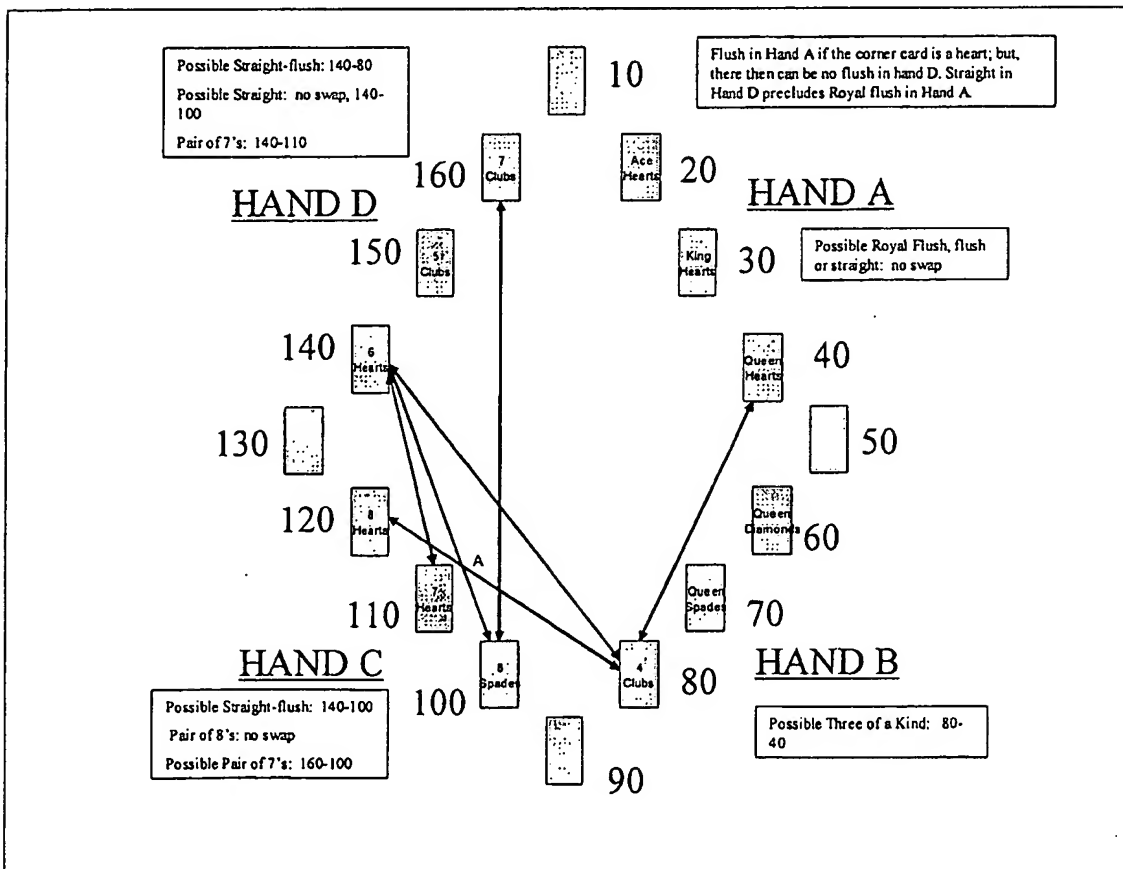 Possible Straight-flush: 140-80
Possible Straight: no swap, 140-
100
Pair of 7's: 140-110
10
Flush in Hand A if the corner card is a heart; but,
there then can be no flush in hand D. Straight in
Hand D precludes Royal flush in Hand A.
160
7
Clubs
Ace
Hearts
20
HAND D
HAND A
150
5
Clubs
King
Hearts
30
Possible Royal Flush, flush
or straight: no swap
140
6
Hearts
Queen
Hearts
40
130
50
120
8
Hearts
Queen
Diamonds
60
A
110
7
Hearts
Queen
Spades
70
HAND C
100
8
Spades
4
Clubs
80
HAND B
Possible Straight-flush: 140-100
Pair of 8's: no swap
Possible Pair of 7's: 160-100
Possible Three of a Kind: 80-
40
90